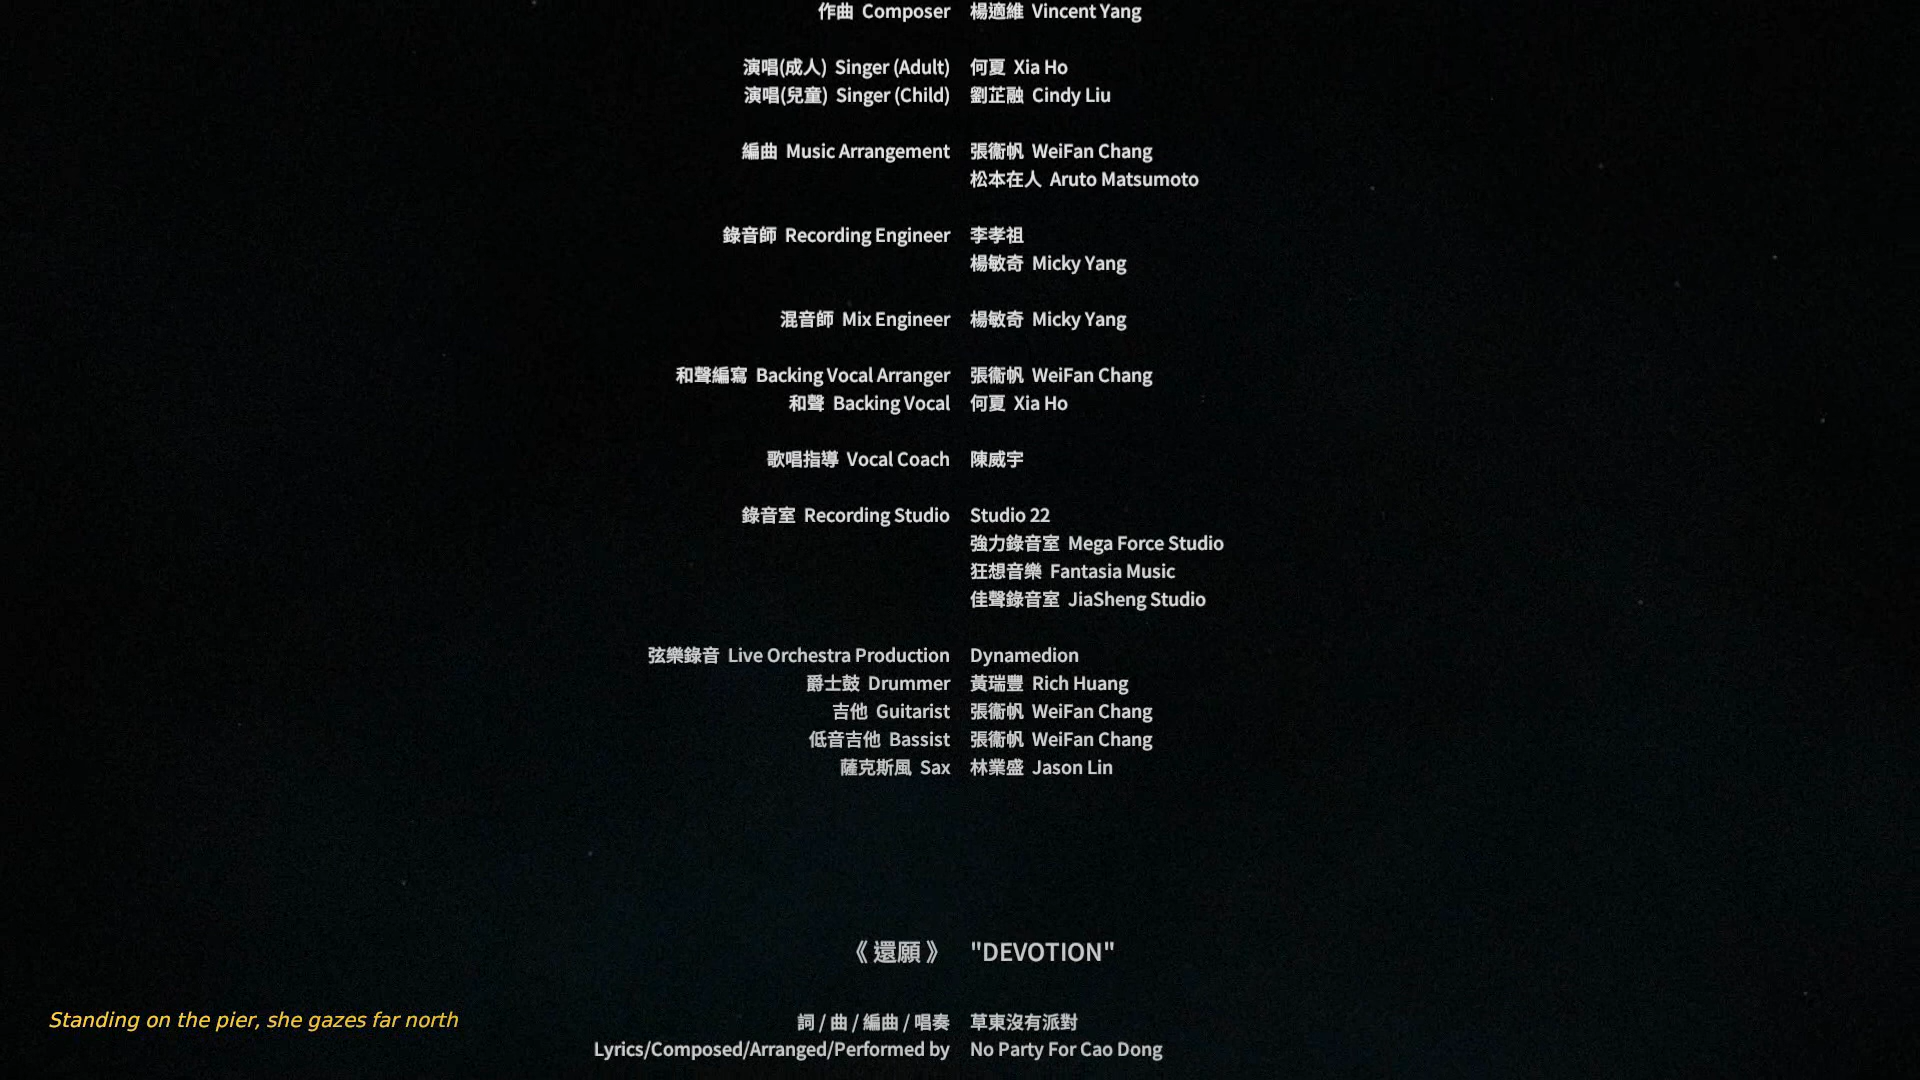 作曲 Composer 楊適維 Vincent Yang
演唱(成人) Singer (Adult) 何夏 Xia Ho
演唱(兒童) Singer (Child) 劉芷融 Cindy Liu
編曲 Music Arrangement 張衞帆 WeiFan Chang
松本在人 Aruto Matsumoto
錄音師 Recording Engineer 李孝祖
楊敏奇 Micky Yang
混音師 Mix Engineer 楊敏奇 Micky Yang
和聲編寫 Backing Vocal Arranger 張衞帆 WeiFan Chang
和聲 Backing Vocal 何夏 Xia Ho
歌唱指導 Vocal Coach 陳威宇
錄音室 Recording Studio Studio 22
強力錄音室 Mega Force Studio
狂想音樂 Fantasia Music
佳聲錄音室 JiaSheng Studio
弦樂錄音 Live Orchestra Production Dynamedion
爵士鼓 Drummer 黃瑞豐 Rich Huang
吉他 Guitarist 張衞帆 WeiFan Chang
低音吉他 Bassist 張衞帆 WeiFan Chang
薩克斯風 Sax 林業盛 Jason Lin
《 還願 》 "DEVOTION"
Standing on the pier, she gazes far north
詞 / 曲 / 編曲 / 唱奏 草東沒有派對
Lyrics/Composed/Arranged/Performed by No Party For Cao Dong